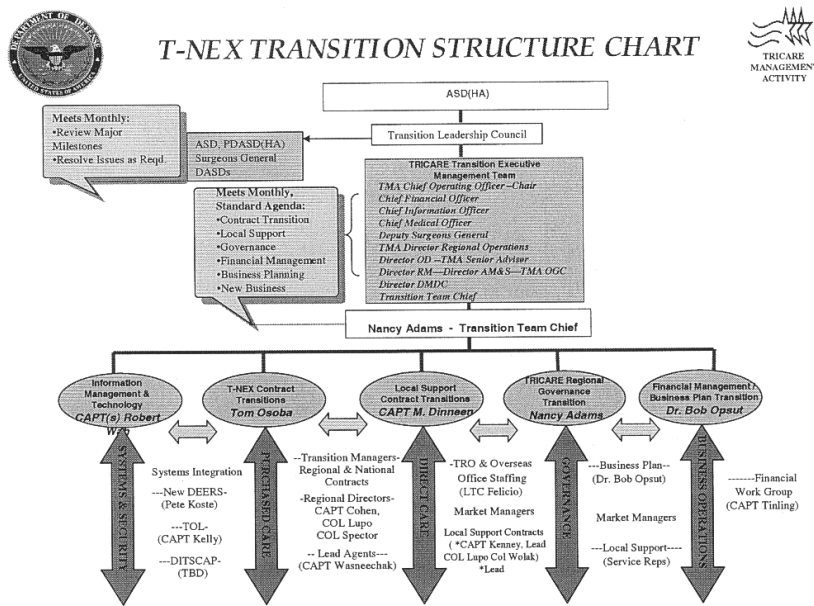 DEPARTMENT OF DEFENSE
UNITED STATES OF AMERICA
T-NEX TRANSITION STRUCTURE CHART
TRICARE
MANAGEMENT
ACTIVITY
ASD(HA)
Transition Leadership Council
Meets Monthly:
•Review Major
Milestones
•Resolve Issues as Reqd.
ASD, PDASD(HA)
Surgeons General
DASDs
TRICARE Transition Executive
Management Team
TMA Chief Operating Officer –Chair
Chief Financial Officer
Chief Information Officer
Chief Medical Officer
Deputy Surgeons General
TMA Director Regional Operations
Director OD –TMA Senior Advisor
Director RM—Director AM&S—TMA OGC
Director DMDC
Transition Team Chief
Meets Monthly,
Standard Agenda:
•Contract Transition
•Local Support
•Governance
•Financial Management
•Business Planning
•New Business
Nancy Adams - Transition Team Chief
Information
Management &
Technology
CAPT(s) Robert
T-NEX Contract
Transitions
Tom Osoba
Local Support
Contract Transitions
CAPT M. Dinneen
TRICARE Regional
Governance
Transition
Nancy Adams
Financial Management /
Business Plan Transition
Dr. Bob Opsut
SYSTEMS & SECURITY
Systems Integration
---New DEERS-
(Pete Koste)
---TOL-
(CAPT Kelly)
---DITSCAP-
(TBD)
PURCHASED CARE
--Transition Managers-
Regional & National
Contracts
-Regional Directors-
CAPT Cohen,
COL Lupo
COL Spector
-- Lead Agents---
(CAPT Wasneechak)
DIRECT CARE
--TRO & Overseas
Office Staffing
(LTC Felicio)
Market Managers
Local Support Contracts
( *CAPT Kenney, Lead
COL Lupo Col Wolak)
*Lead
GOVERNANCE
---Business Plan--
(Dr. Bob Opsut)
Market Managers
---Local Support----
(Service Reps)
BUSINESS OPERATIONS
-------Financial
Work Group
(CAPT Tinling)